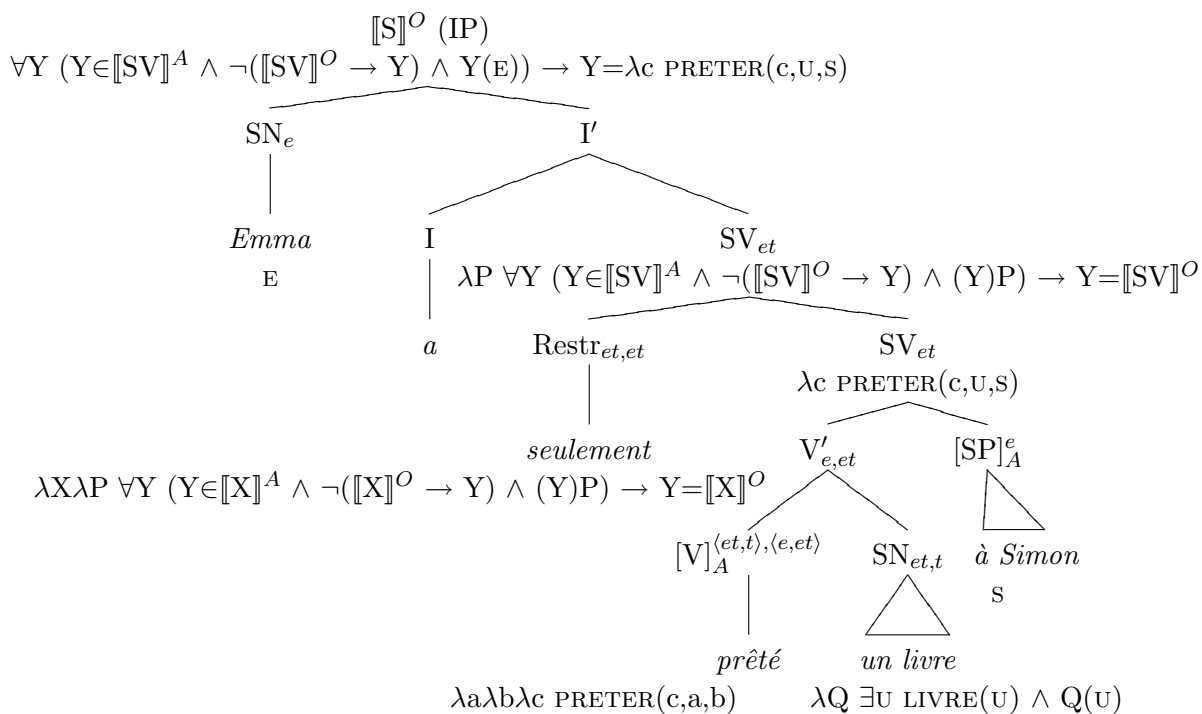 ⟦S⟧^O (IP)
∀Y (Y∈⟦SV⟧^A ∧ ¬(⟦SV⟧^O → Y) ∧ Y(E)) → Y=λc PRETER(c,U,S)
SN_e I′
Emma I SV_et
E λP ∀Y (Y∈⟦SV⟧^A ∧ ¬(⟦SV⟧^O → Y) ∧ (Y)P) → Y=⟦SV⟧^O
a Restr_et,et SV_et
λc PRETER(c,U,S)
seulement V′_e,et [SP]_A^e
λXλP ∀Y (Y∈⟦X⟧^A ∧ ¬(⟦X⟧^O → Y) ∧ (Y)P) → Y=⟦X⟧^O
[V]_A^⟨et,t⟩,⟨e,et⟩ SN_et,t à Simon
S
prêté un livre
λaλbλc PRETER(c,a,b) λQ ∃U LIVRE(U) ∧ Q(U)